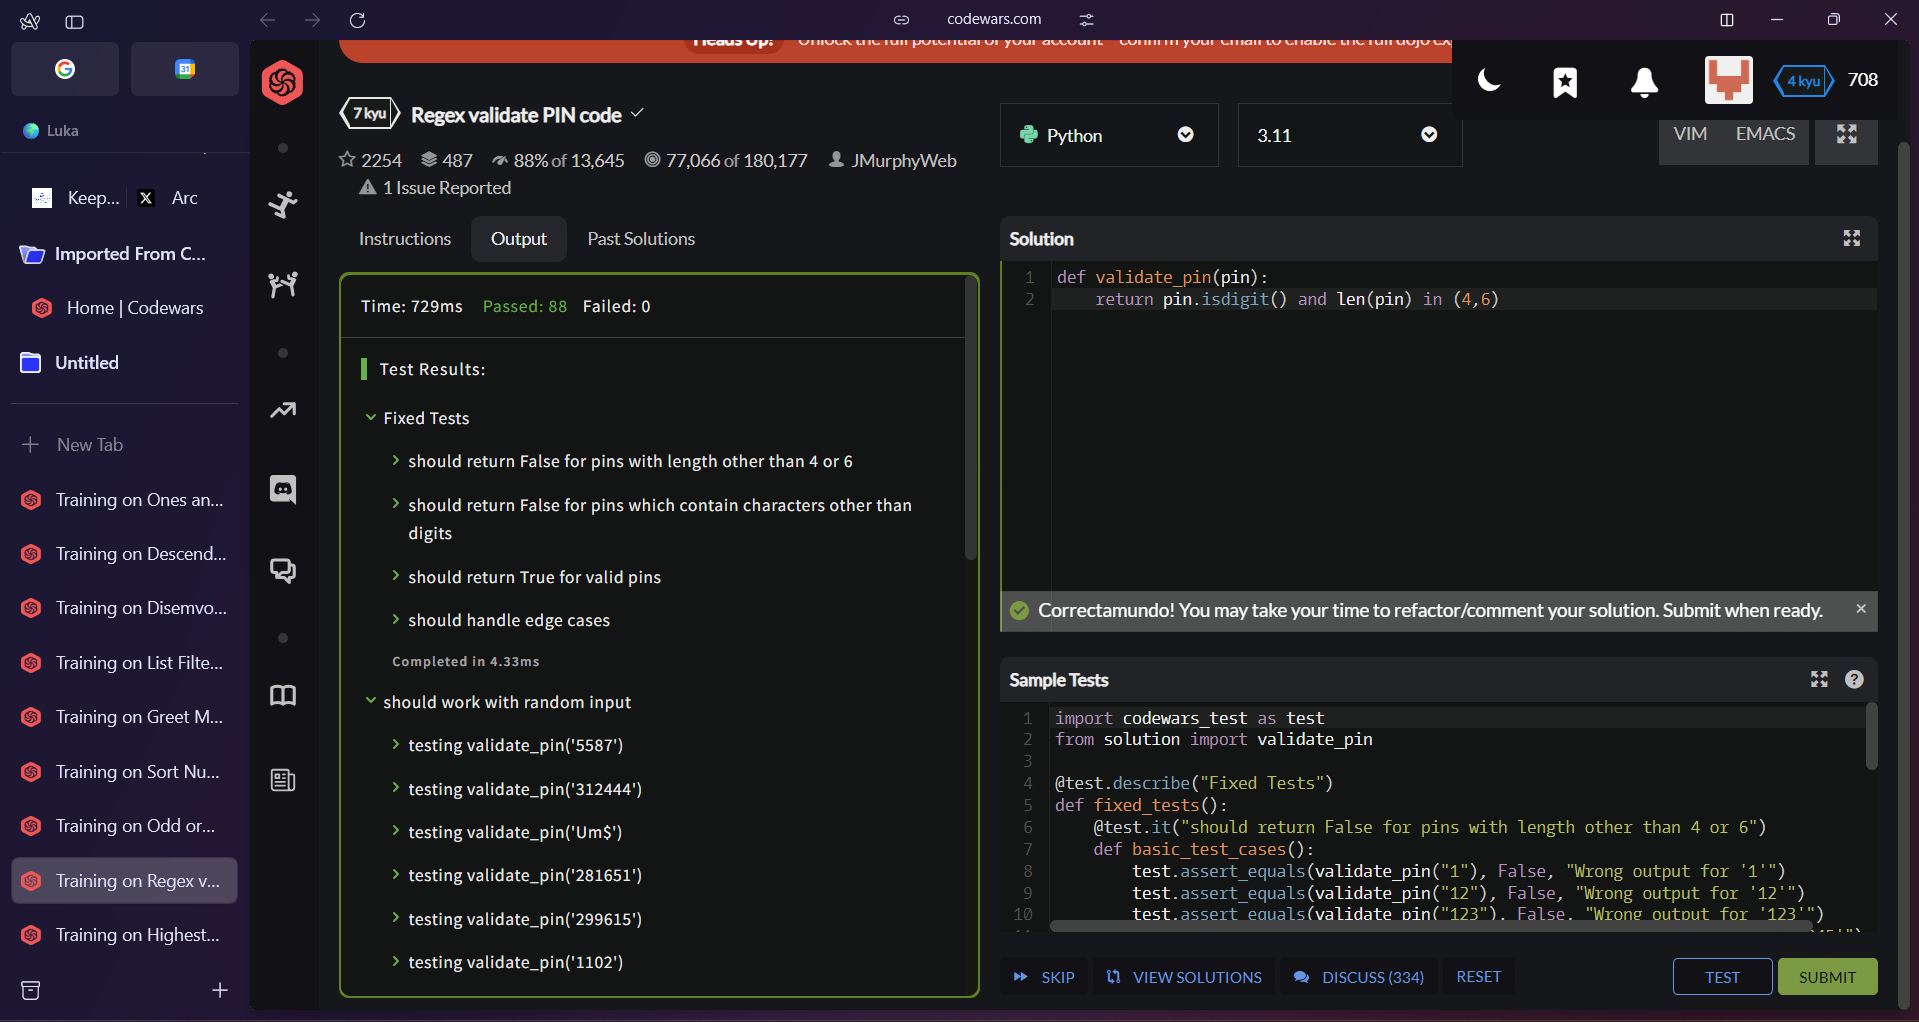 codewars.com
31
Luka
Keep...
Arc
Imported From C...
Home | Codewars
Untitled
New Tab
Training on Ones an...
Training on Descend...
Training on Disemvo...
Training on List Filte...
Training on Greet M...
Training on Sort Nu...
Training on Odd or...
Training on Regex v...
Training on Highest...
Heads Up! Unlock the full potential of your account
4 kyu 708
7 kyu Regex validate PIN code
2254 487 88% of 13,645 77,066 of 180,177 JMurphyWeb
1 Issue Reported
Instructions Output Past Solutions
Time: 729ms Passed: 88 Failed: 0
Test Results:
Fixed Tests
should return False for pins with length other than 4 or 6
should return False for pins which contain characters other than
digits
should return True for valid pins
should handle edge cases
Completed in 4.33ms
should work with random input
testing validate_pin('5587')
testing validate_pin('312444')
testing validate_pin('Um$')
testing validate_pin('281651')
testing validate_pin('299615')
testing validate_pin('1102')
Python 3.11 VIM EMACS
Solution
1 def validate_pin(pin):
2 return pin.isdigit() and len(pin) in (4,6)
Correctamundo! You may take your time to refactor/comment your solution. Submit when ready.
Sample Tests
1 import codewars_test as test
2 from solution import validate_pin
3
4 @test.describe("Fixed Tests")
5 def fixed_tests():
6 @test.it("should return False for pins with length other than 4 or 6")
7 def basic_test_cases():
8 test.assert_equals(validate_pin("1"), False, "Wrong output for '1'")
9 test.assert_equals(validate_pin("12"), False, "Wrong output for '12'")
10 test.assert_equals(validate_pin("123"), False, "Wrong output for '123'")
SKIP VIEW SOLUTIONS DISCUSS (334) RESET TEST SUBMIT